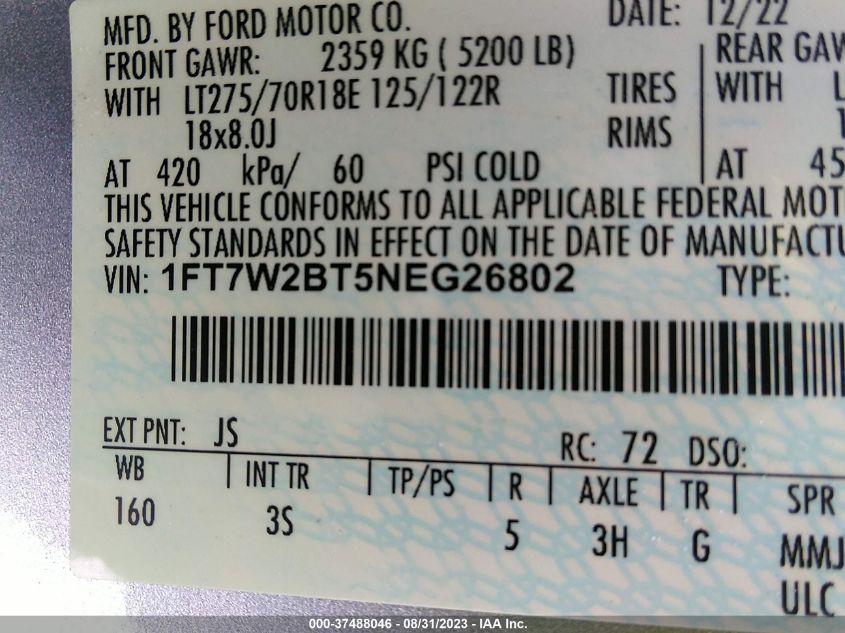 MFD. BY FORD MOTOR CO.
DATE: 12/22
FRONT GAWR: 2359 KG ( 5200 LB)
REAR GAW
WITH LT275/70R18E 125/122R TIRES
WITH L
18x8.0J RIMS
1
AT 420 kPa/ 60 PSI COLD
AT 45
THIS VEHICLE CONFORMS TO ALL APPLICABLE FEDERAL MOT
SAFETY STANDARDS IN EFFECT ON THE DATE OF MANUFACTU
VIN: 1FT7W2BT5NEG26802 TYPE:
EXT PNT: JS RC: 72 DSO:
WB | INT TR | TP/PS | R | AXLE | TR | SPR
160 3S 5 3H G MMJ
ULC
000-37488046 - 08/31/2023 - IAA Inc.